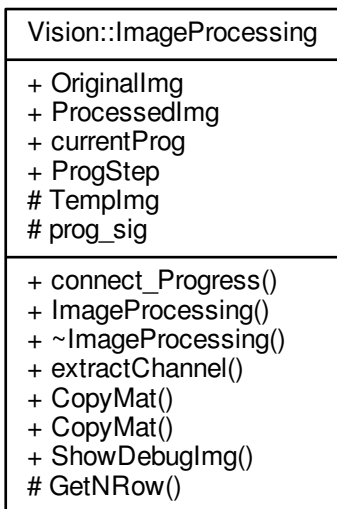 Vision::ImageProcessing
+ OriginalImg
+ ProcessedImg
+ currentProg
+ ProgStep
# TempImg
# prog_sig
+ connect_Progress()
+ ImageProcessing()
+ ~ImageProcessing()
+ extractChannel()
+ CopyMat()
+ CopyMat()
+ ShowDebugImg()
# GetNRow()